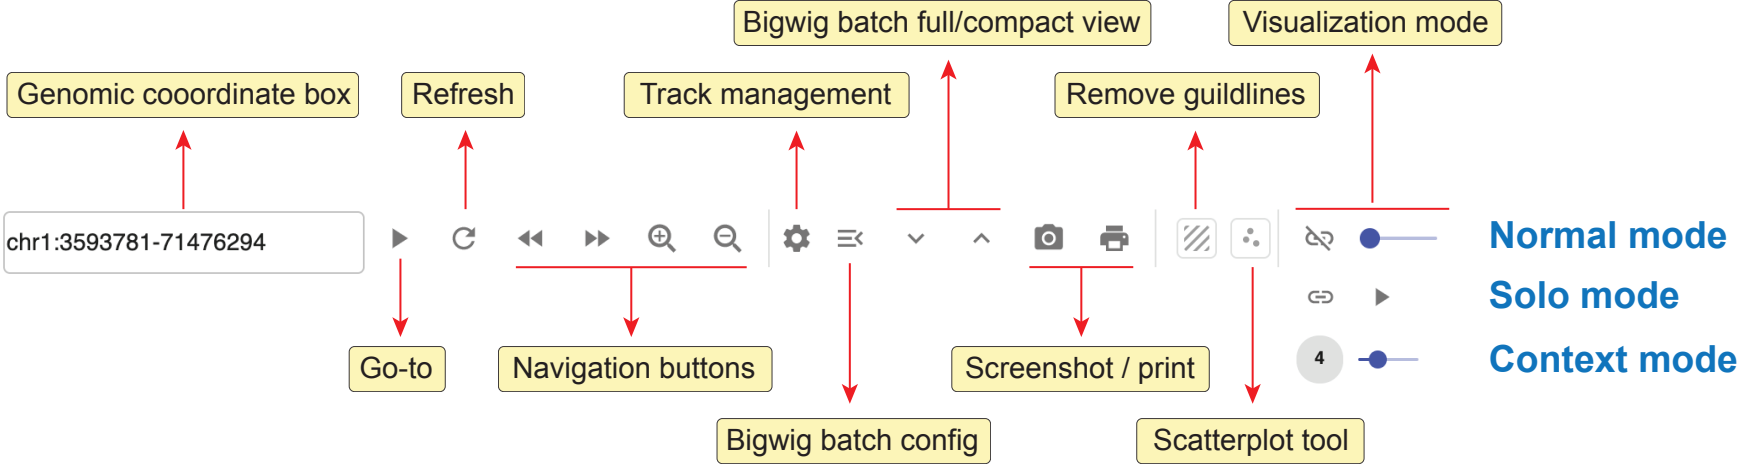 Bigwig batch full/compact view
Visualization mode
Genomic cooordinate box
Refresh
Track management
Remove guildlines
chr1:3593781-71476294
Normal mode
Solo mode
4
Context mode
Go-to
Navigation buttons
Screenshot / print
Bigwig batch config
Scatterplot tool